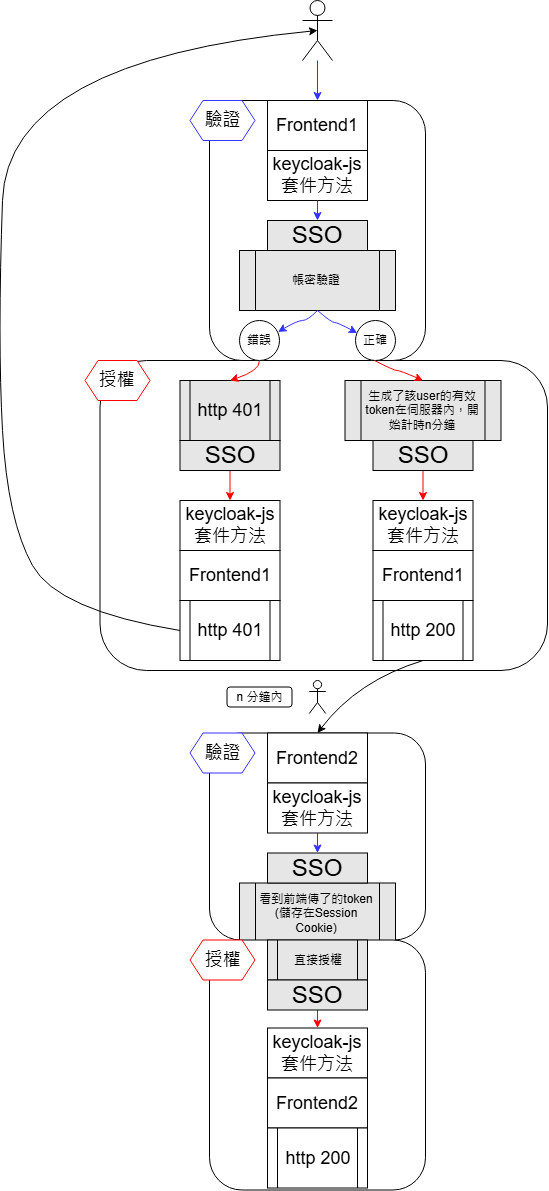 驗證
Frontend1
keycloak-js
套件方法
SSO
帳密驗證
錯誤
正確
授權
http 401
SSO
keycloak-js
套件方法
Frontend1
http 401
生成了該user的有效
token在伺服器內，開
始計時n分鐘
SSO
keycloak-js
套件方法
Frontend1
http 200
n 分鐘內
驗證
Frontend2
keycloak-js
套件方法
SSO
看到前端傳了的token
(儲存在Session
Cookie)
授權
直接授權
SSO
keycloak-js
套件方法
Frontend2
http 200